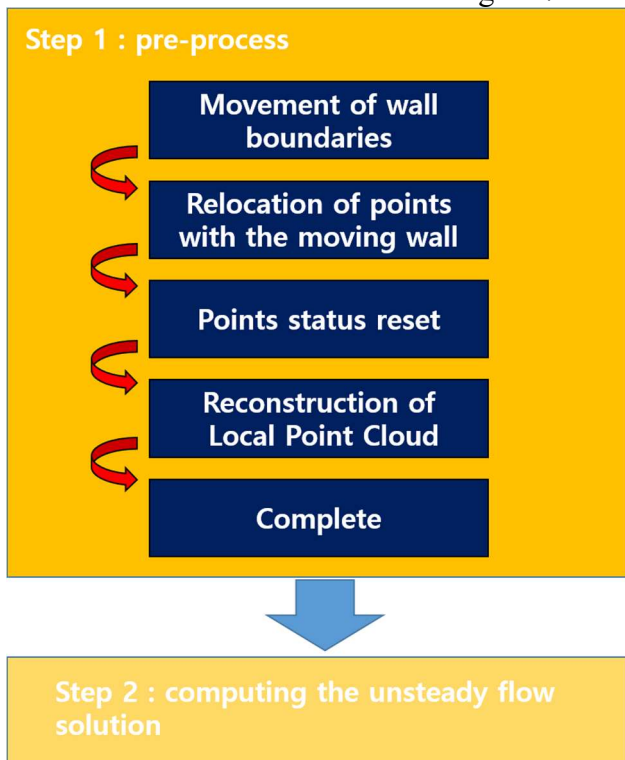 Step 1 : pre-process
Movement of wall
boundaries
Relocation of points
with the moving wall
Points status reset
Reconstruction of
Local Point Cloud
Complete
Step 2 : computing the unsteady flow
solution